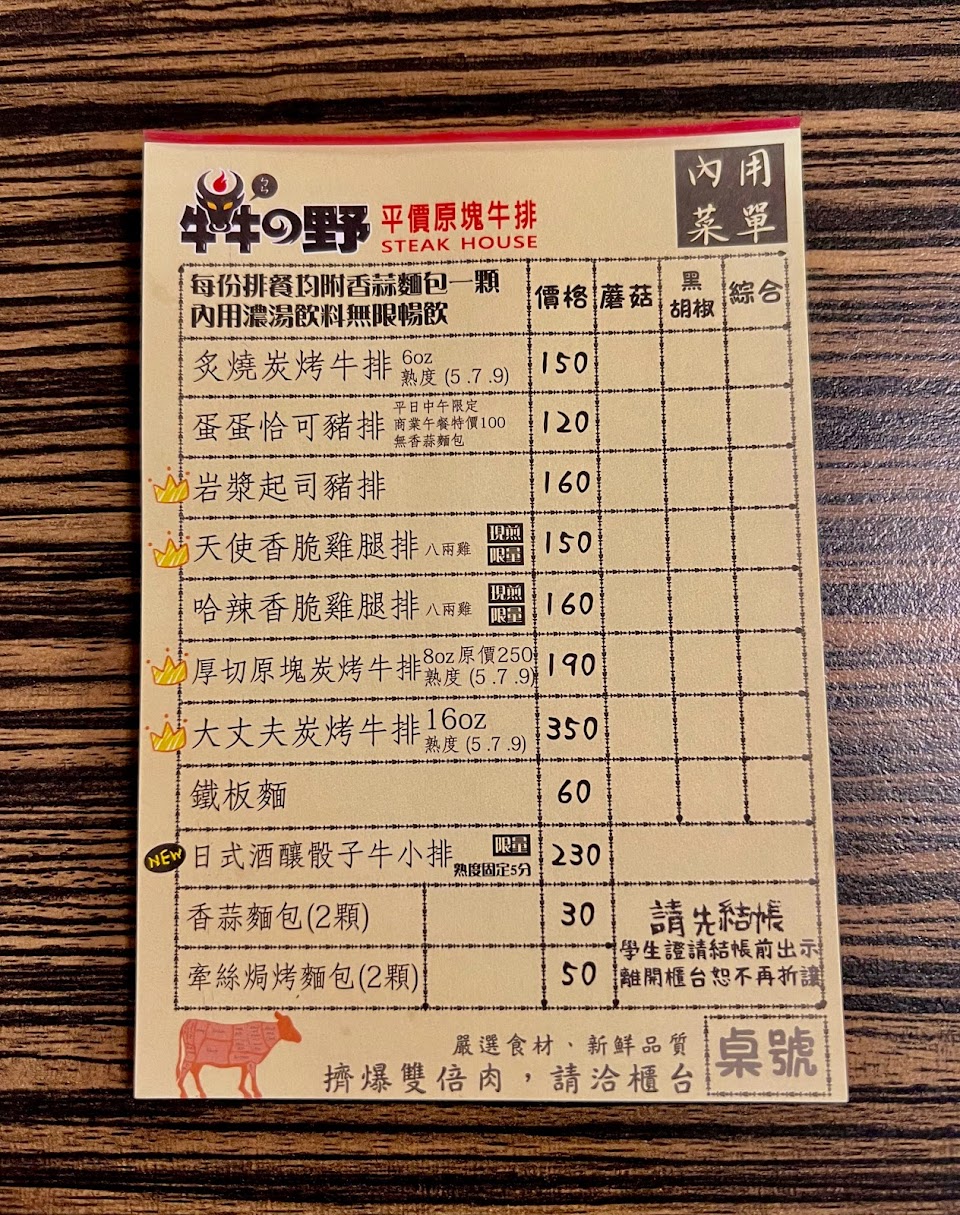 ㄅㄣ
犇の野
平價原塊牛排
STEAK HOUSE
內用
菜單
每份排餐均附香蒜麵包一顆
內用濃湯飲料無限暢飲
價格 蘑菇 黑胡椒 綜合
炙燒炭烤牛排 6oz 熟度 (5 .7 .9) 150
蛋蛋恰可豬排 平日中午限定 商業午餐特價100 無香蒜麵包 120
岩漿起司豬排 160
天使香脆雞腿排 八兩雞 現煎 限量 150
哈辣香脆雞腿排 八兩雞 現煎 限量 160
厚切原塊炭烤牛排 8oz 原價250 熟度 (5 .7 .9) 190
大丈夫炭烤牛排 16oz 熟度 (5 .7 .9) 350
鐵板麵 60
NEW 日式酒釀骰子牛小排 限量 熟度固定5分 230
香蒜麵包(2顆) 30
牽絲焗烤麵包(2顆) 50
請先結帳
學生證請結帳前出示
離開櫃台恕不再折讓
嚴選食材、新鮮品質
擠爆雙倍肉，請洽櫃台
桌號